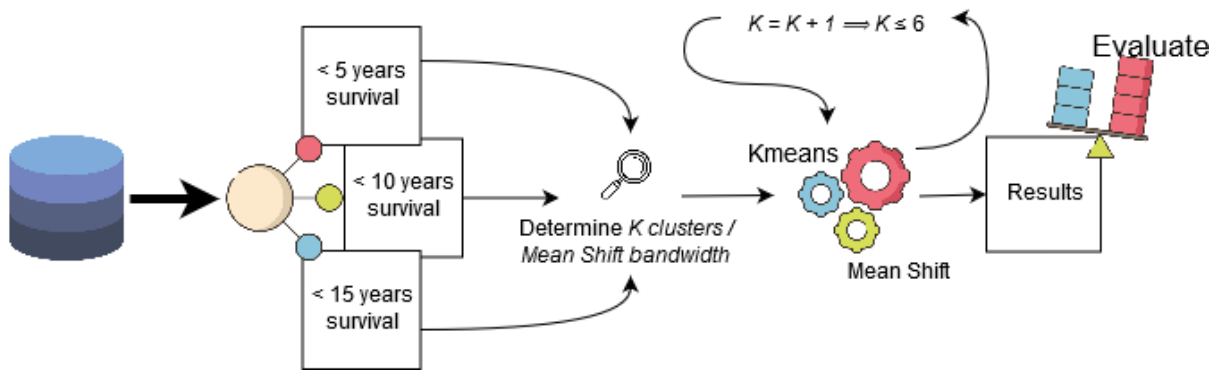 < 5 years
survival
< 10 years
survival
< 15 years
survival
Determine K clusters /
Mean Shift bandwidth
K = K + 1 ⟹ K ≤ 6
Kmeans
Mean Shift
Results
Evaluate